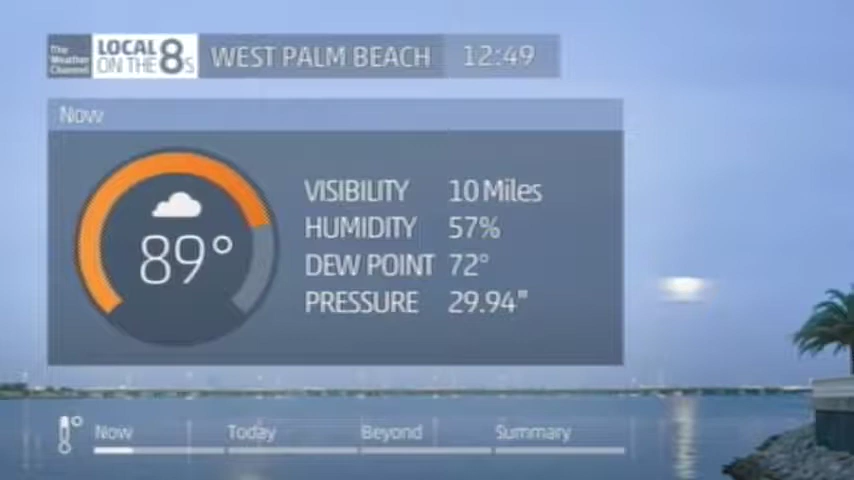 The Weather Channel
LOCAL ON THE 8s
WEST PALM BEACH 12:49
Now
89°
VISIBILITY 10 Miles
HUMIDITY 57%
DEW POINT 72°
PRESSURE 29.94"
Now Today Beyond Summary